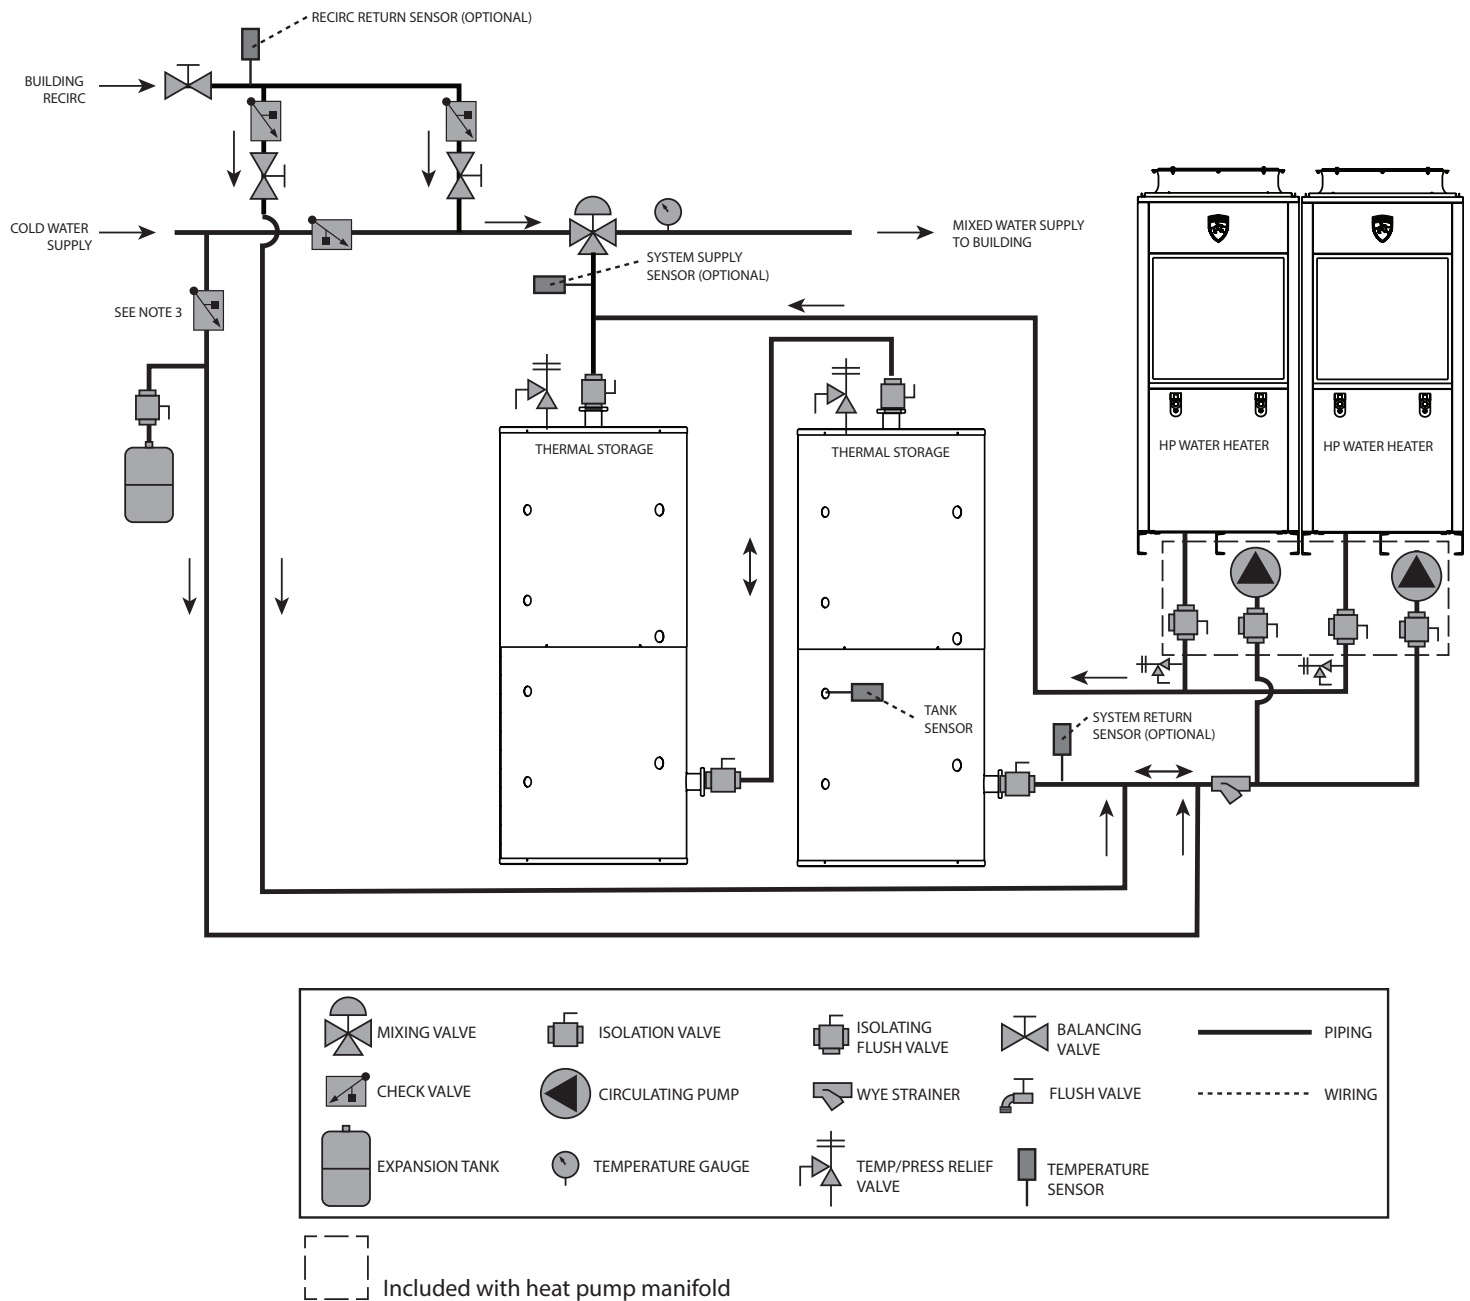 RECIRC RETURN SENSOR (OPTIONAL)
BUILDING
RECIRC
COLD WATER
SUPPLY
MIXED WATER SUPPLY
TO BUILDING
SYSTEM SUPPLY
SENSOR (OPTIONAL)
SEE NOTE 3
THERMAL STORAGE
THERMAL STORAGE
HP WATER HEATER
HP WATER HEATER
TANK
SENSOR
SYSTEM RETURN
SENSOR (OPTIONAL)
MIXING VALVE
ISOLATION VALVE
ISOLATING
FLUSH VALVE
BALANCING
VALVE
PIPING
CHECK VALVE
CIRCULATING PUMP
WYE STRAINER
FLUSH VALVE
WIRING
EXPANSION TANK
TEMPERATURE GAUGE
TEMP/PRESS RELIEF
VALVE
TEMPERATURE
SENSOR
Included with heat pump manifold